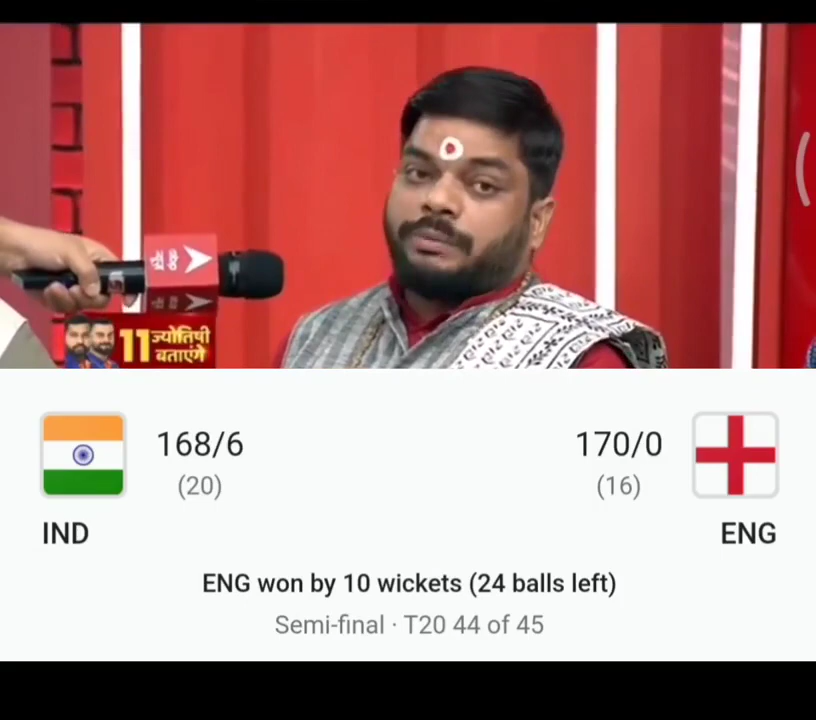 11 ज्योतिषी
बताएंगे
168/6
170/0
(20)
(16)
IND
ENG
ENG won by 10 wickets (24 balls left)
Semi-final · T20 44 of 45